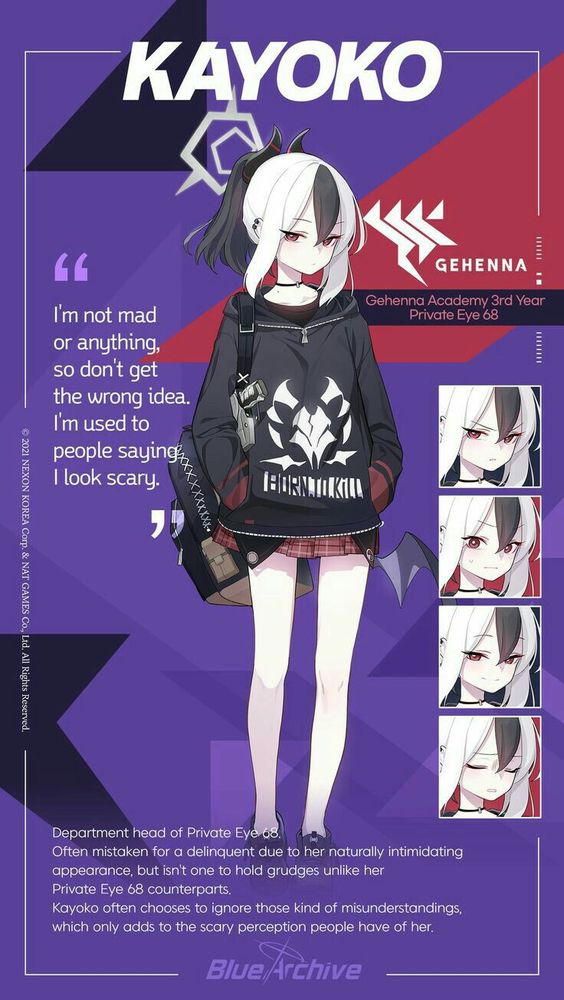 KAYOKO
GEHENNA
Gehenna Academy 3rd Year
Private Eye 68
“
I'm not mad
or anything,
so don't get
the wrong idea.
I'm used to
people saying
I look scary.
”
BORN TO KILL
© 2021 NEXON KOREA Corp. & NAT GAMES Co., Ltd. All Rights Reserved.
Department head of Private Eye 68.
Often mistaken for a delinquent due to her naturally intimidating
appearance, but isn't one to hold grudges unlike her
Private Eye 68 counterparts.
Kayoko often chooses to ignore those kind of misunderstandings,
which only adds to the scary perception people have of her.
Blue Archive